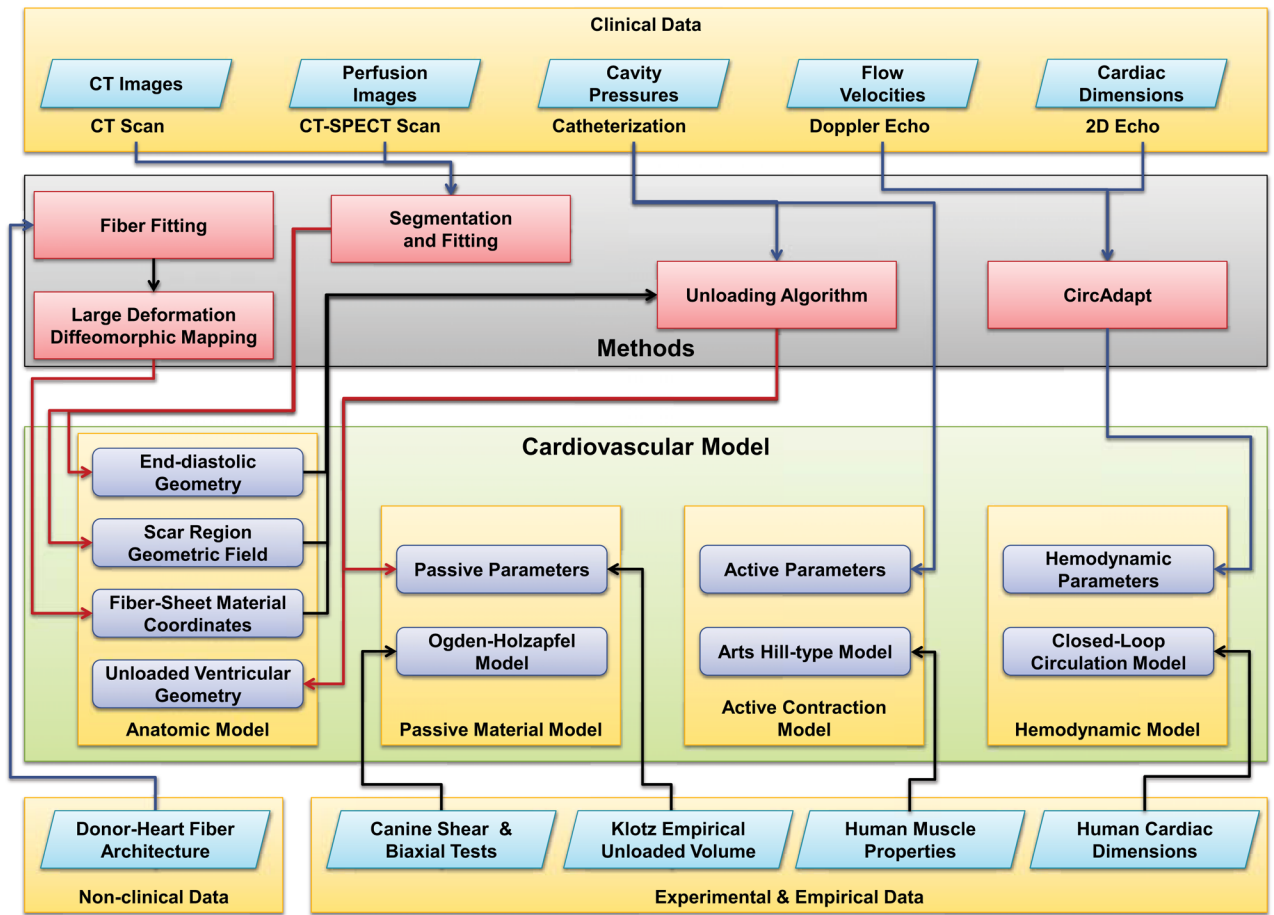 Clinical Data
CT Images
Perfusion
Images
Cavity
Pressures
Flow
Velocities
Cardiac
Dimensions
CT Scan
CT-SPECT Scan
Catheterization
Doppler Echo
2D Echo
Fiber Fitting
Segmentation
and Fitting
Large Deformation
Diffeomorphic Mapping
Unloading Algorithm
CircAdapt
Methods
Cardiovascular Model
End-diastolic
Geometry
Scar Region
Geometric Field
Fiber-Sheet Material
Coordinates
Unloaded Ventricular
Geometry
Anatomic Model
Passive Parameters
Ogden-Holzapfel
Model
Passive Material Model
Active Parameters
Arts Hill-type Model
Active Contraction
Model
Hemodynamic
Parameters
Closed-Loop
Circulation Model
Hemodynamic Model
Donor-Heart Fiber
Architecture
Non-clinical Data
Canine Shear &
Biaxial Tests
Klotz Empirical
Unloaded Volume
Human Muscle
Properties
Human Cardiac
Dimensions
Experimental & Empirical Data